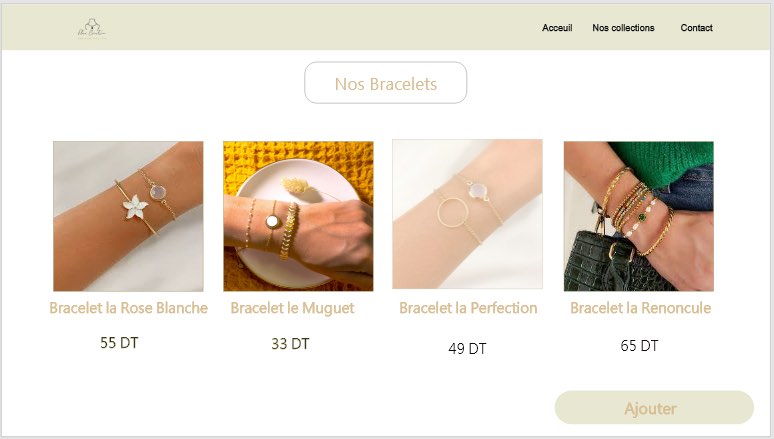 Acceuil Nos collections Contact
Nos Bracelets
Bracelet la Rose Blanche
Bracelet le Muguet
Bracelet la Perfection
Bracelet la Renoncule
55 DT
33 DT
49 DT
65 DT
Ajouter